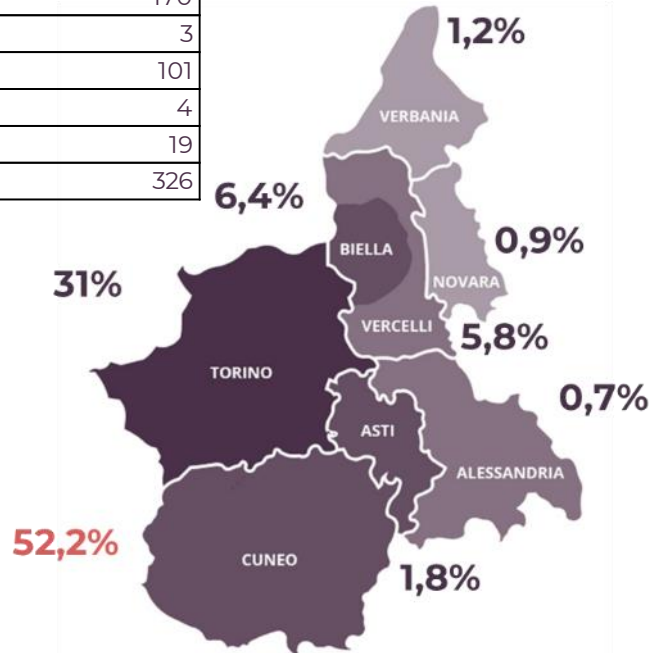 3
101
4
19
326
1,2%
VERBANIA
6,4%
BIELLA
0,9%
NOVARA
31%
VERCELLI
5,8%
TORINO
0,7%
ASTI
ALESSANDRIA
52,2%
CUNEO
1,8%